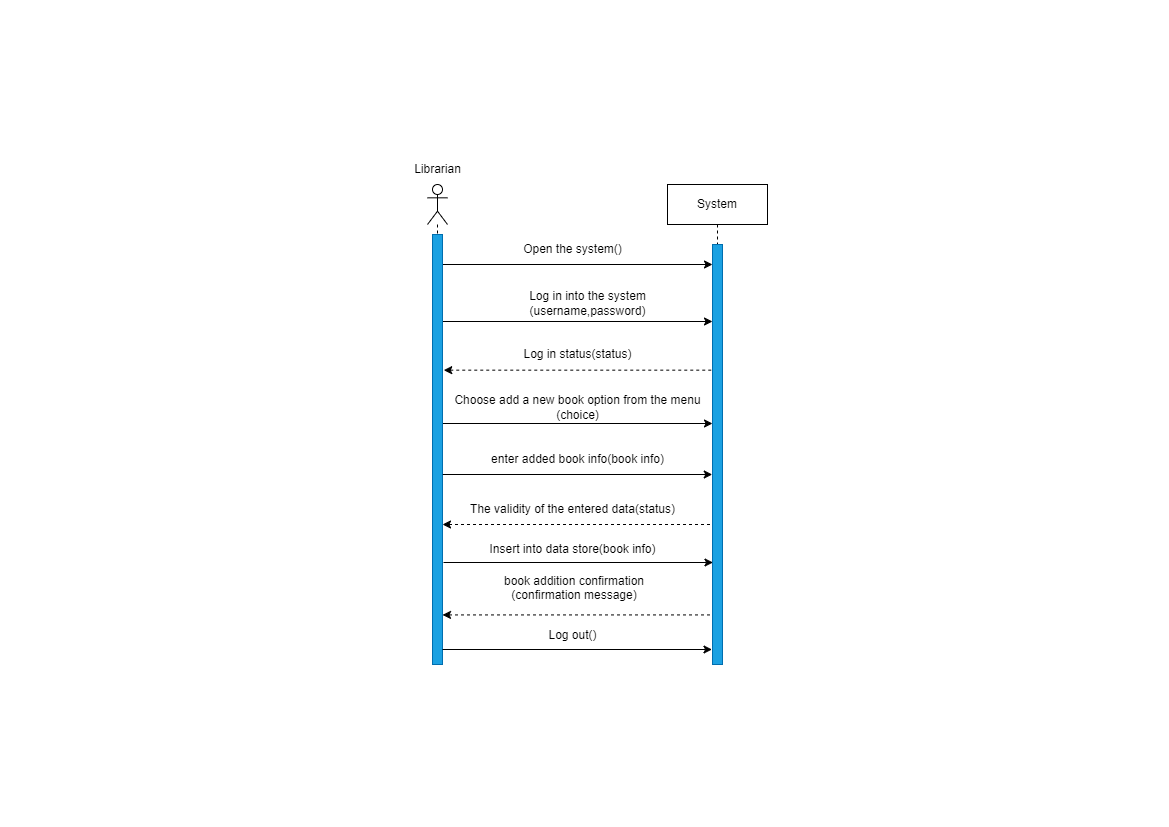 Librarian
System
Open the system()
Log in into the system
(username,password)
Log in status(status)
Choose add a new book option from the menu
(choice)
enter added book info(book info)
The validity of the entered data(status)
Insert into data store(book info)
book addition confirmation
(confirmation message)
Log out()